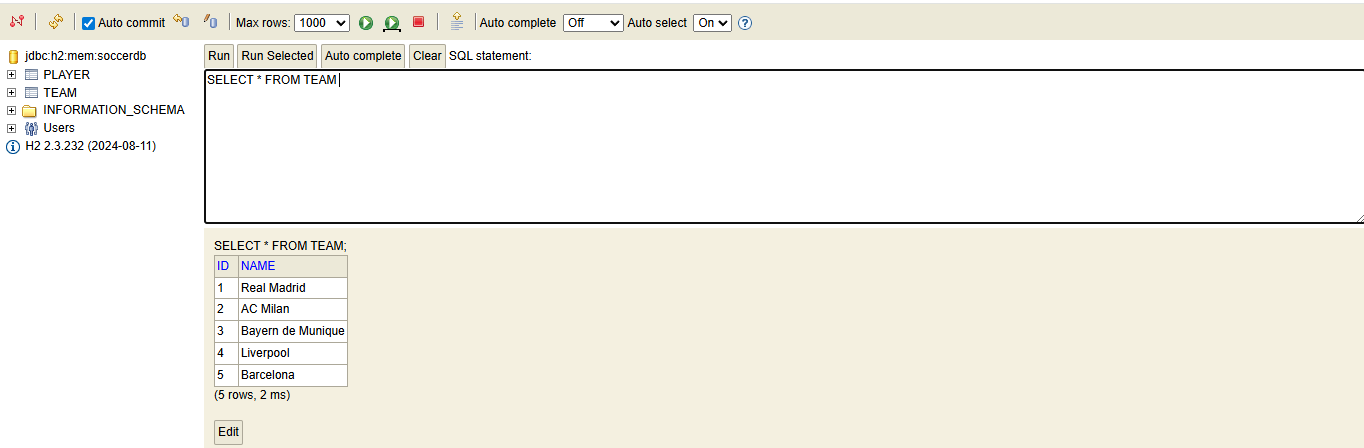 Auto commit Max rows: 1000 Auto complete Off Auto select On ?
jdbc:h2:mem:soccerdb
PLAYER
TEAM
INFORMATION_SCHEMA
Users
H2 2.3.232 (2024-08-11)
Run Run Selected Auto complete Clear SQL statement:
SELECT * FROM TEAM
SELECT * FROM TEAM;
ID NAME
1 Real Madrid
2 AC Milan
3 Bayern de Munique
4 Liverpool
5 Barcelona
(5 rows, 2 ms)
Edit